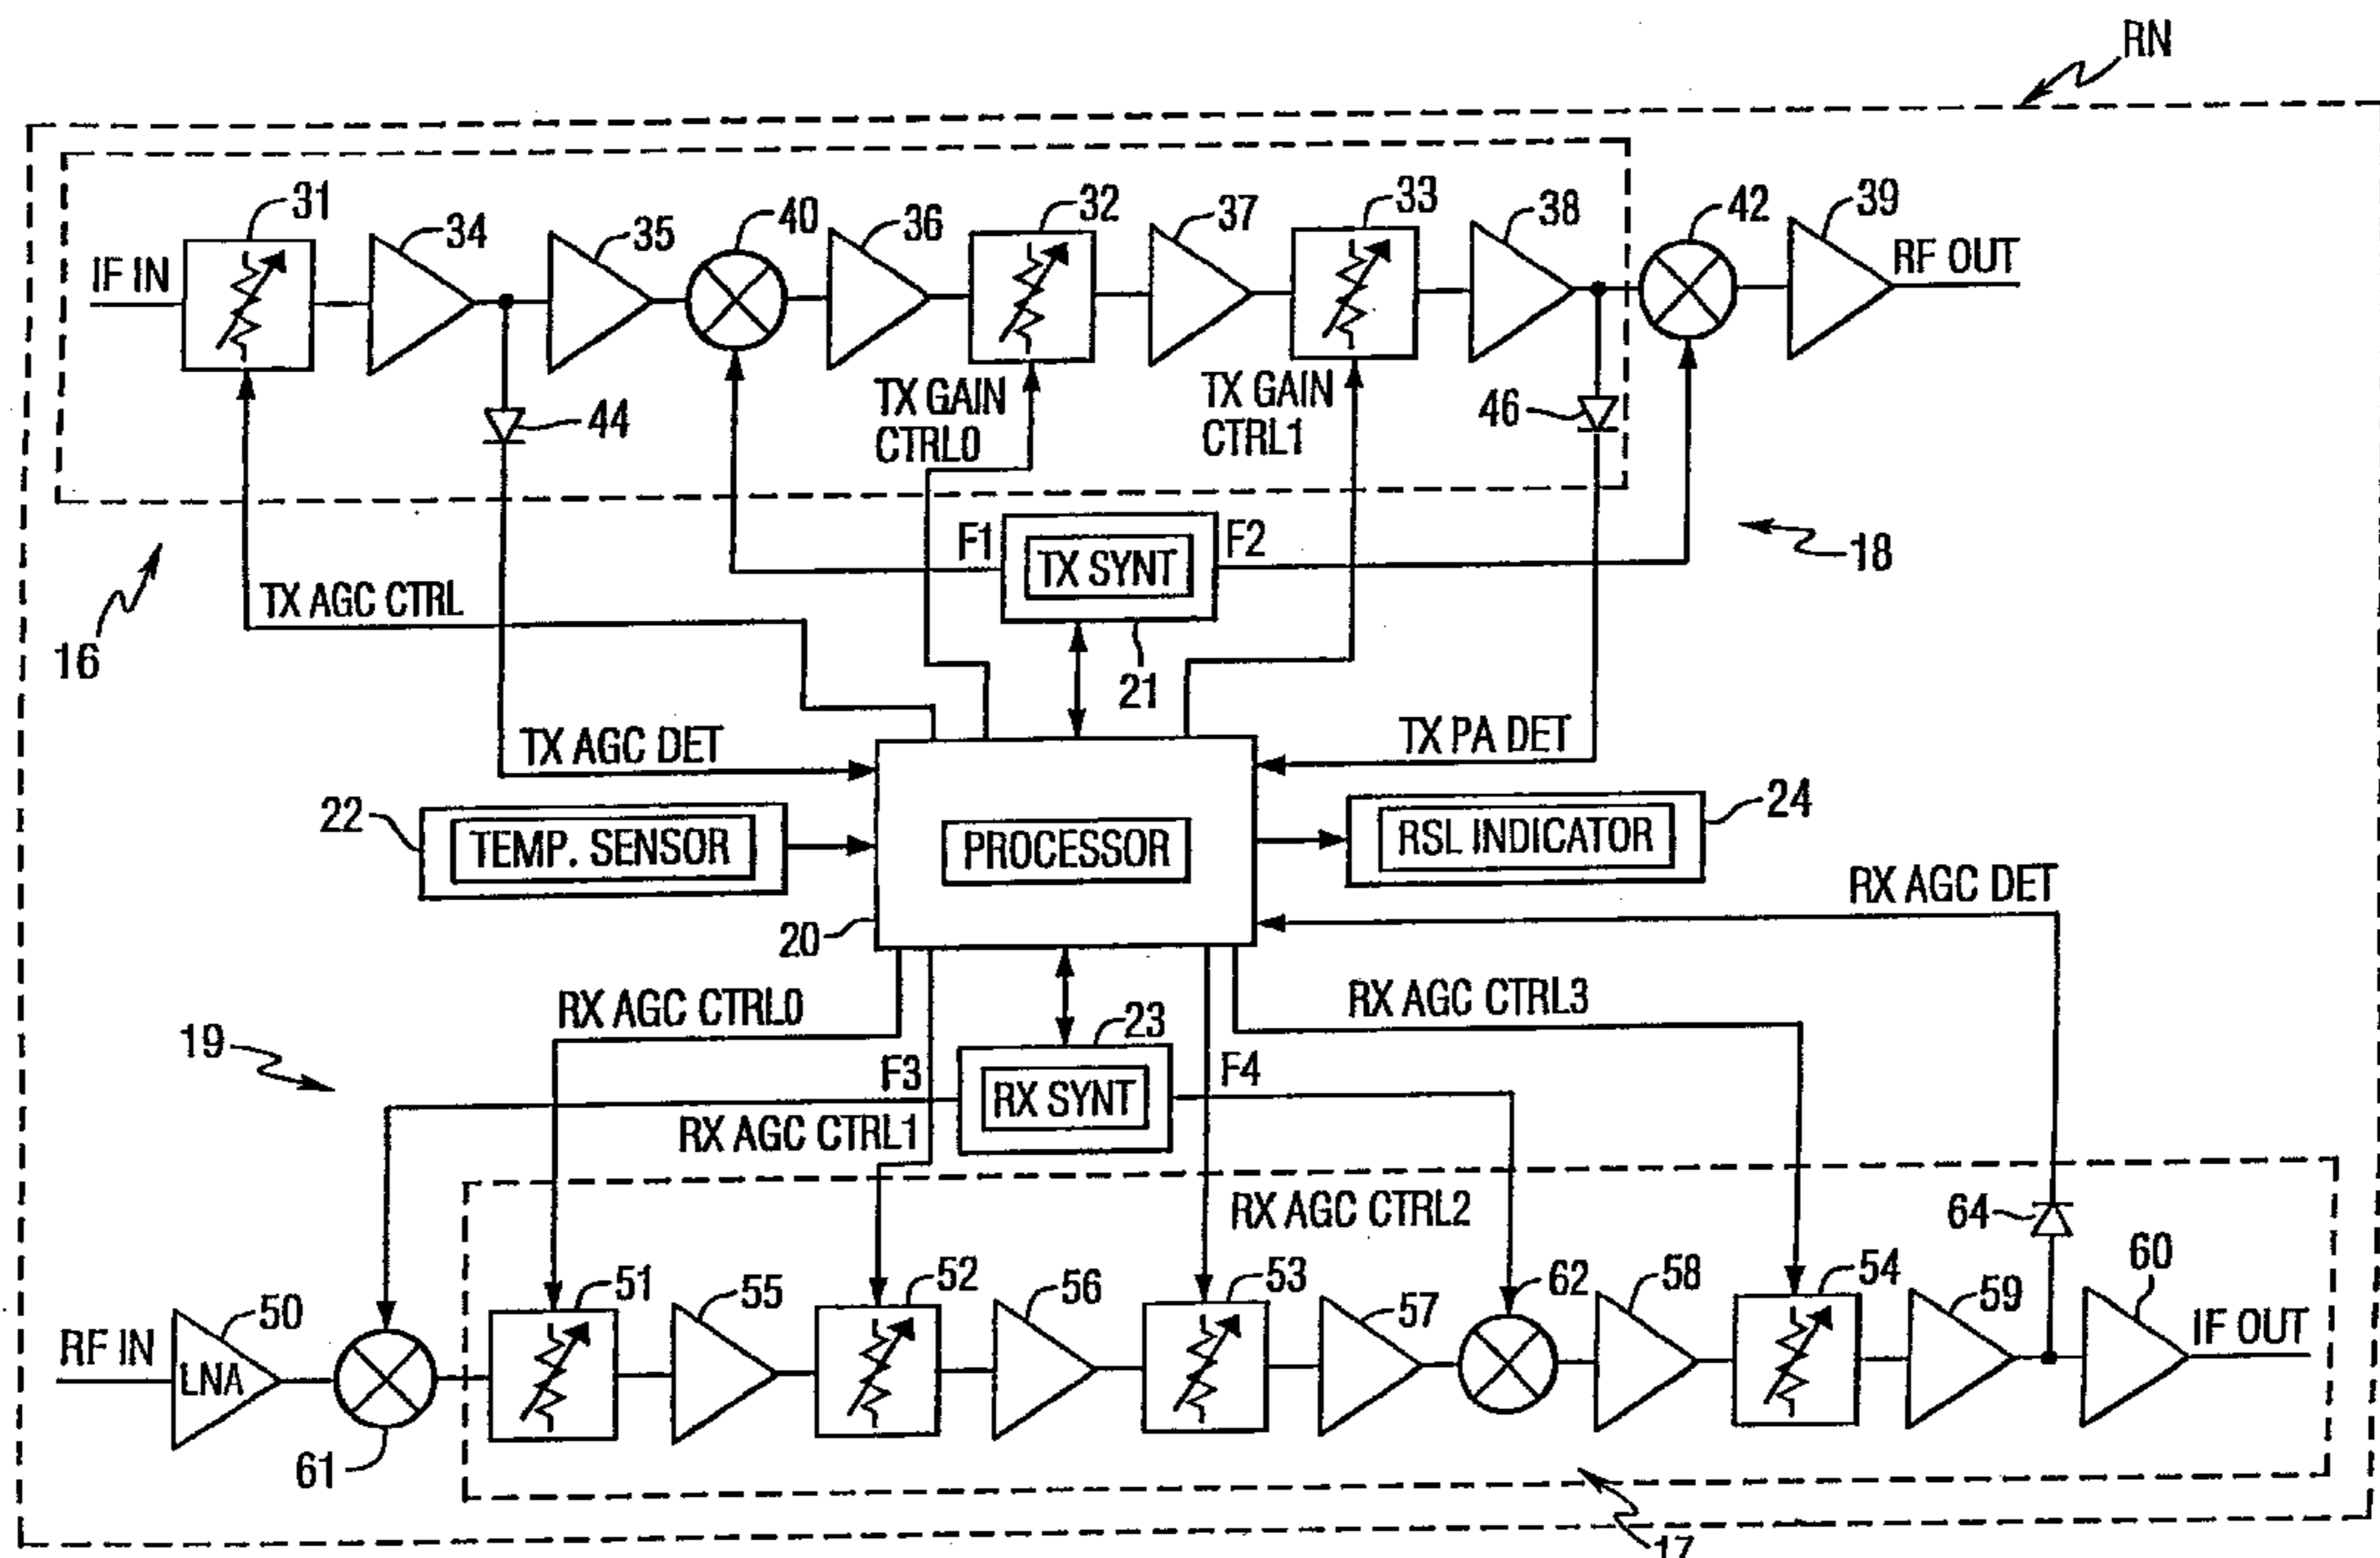 RN
31
34
35
40
36
32
37
33
38
42
39
IF IN
RF OUT
44
TX GAIN
CTRL0
TX GAIN
CTRL1
46
F1
TX SYNT
F2
18
16
TX AGC CTRL
21
TX AGC DET
TX PA DET
22
TEMP. SENSOR
PROCESSOR
RSL INDICATOR
24
20
RX AGC DET
RX AGC CTRL0
RX AGC CTRL3
19
23
F3
RX SYNT
F4
RX AGC CTRL1
RX AGC CTRL2
64
RF IN
50
LNA
61
51
55
52
56
53
57
62
58
54
59
60
IF OUT
17